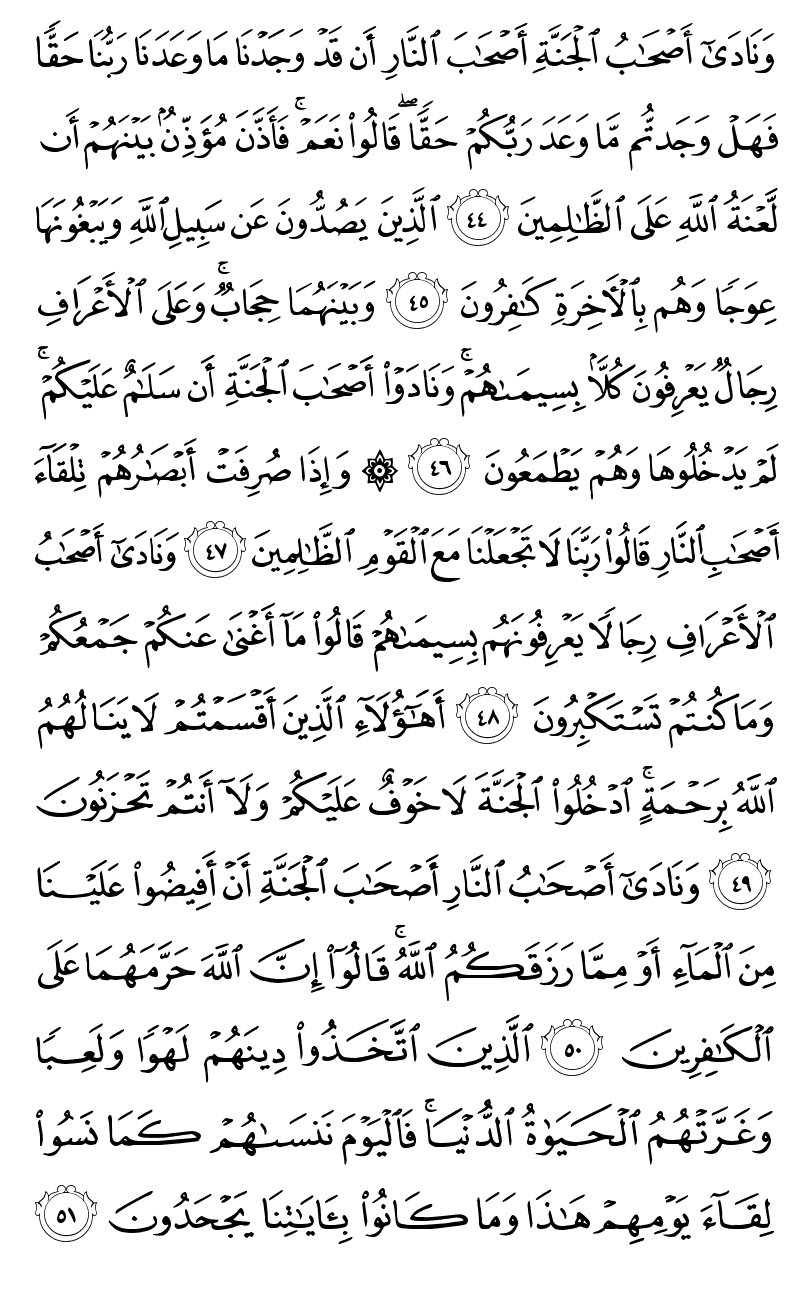 وَنَادَىٰٓ أَصْحَٰبُ ٱلْجَنَّةِ أَصْحَٰبَ ٱلنَّارِ أَن قَدْ وَجَدْنَا مَا وَعَدَنَا رَبُّنَا حَقًّا
فَهَلْ وَجَدتُّم مَّا وَعَدَ رَبُّكُمْ حَقًّا ۖ قَالُوا۟ نَعَمْ ۚ فَأَذَّنَ مُؤَذِّنٌۢ بَيْنَهُمْ أَن
لَّعْنَةُ ٱللَّهِ عَلَى ٱلظَّٰلِمِينَ ٤٤ ٱلَّذِينَ يَصُدُّونَ عَن سَبِيلِ ٱللَّهِ وَيَبْغُونَهَا
عِوَجًا وَهُم بِٱلْـَٔاخِرَةِ كَٰفِرُونَ ٤٥ وَبَيْنَهُمَا حِجَابٌ ۚ وَعَلَى ٱلْأَعْرَافِ
رِجَالٌ يَعْرِفُونَ كُلًّۢا بِسِيمَىٰهُمْ ۚ وَنَادَوْا۟ أَصْحَٰبَ ٱلْجَنَّةِ أَن سَلَٰمٌ عَلَيْكُمْ ۚ
لَمْ يَدْخُلُوهَا وَهُمْ يَطْمَعُونَ ٤٦ ۞ وَإِذَا صُرِفَتْ أَبْصَٰرُهُمْ تِلْقَآءَ
أَصْحَٰبِ ٱلنَّارِ قَالُوا۟ رَبَّنَا لَا تَجْعَلْنَا مَعَ ٱلْقَوْمِ ٱلظَّٰلِمِينَ ٤٧ وَنَادَىٰٓ أَصْحَٰبُ
ٱلْأَعْرَافِ رِجَالًا يَعْرِفُونَهُم بِسِيمَىٰهُمْ قَالُوا۟ مَآ أَغْنَىٰ عَنكُمْ جَمْعُكُمْ
وَمَا كُنتُمْ تَسْتَكْبِرُونَ ٤٨ أَهَٰٓؤُلَآءِ ٱلَّذِينَ أَقْسَمْتُمْ لَا يَنَالُهُمُ
ٱللَّهُ بِرَحْمَةٍ ۚ ٱدْخُلُوا۟ ٱلْجَنَّةَ لَا خَوْفٌ عَلَيْكُمْ وَلَآ أَنتُمْ تَحْزَنُونَ
٤٩ وَنَادَىٰٓ أَصْحَٰبُ ٱلنَّارِ أَصْحَٰبَ ٱلْجَنَّةِ أَنْ أَفِيضُوا۟ عَلَيْنَا
مِنَ ٱلْمَآءِ أَوْ مِمَّا رَزَقَكُمُ ٱللَّهُ ۚ قَالُوٓا۟ إِنَّ ٱللَّهَ حَرَّمَهُمَا عَلَى
ٱلْكَٰفِرِينَ ٥٠ ٱلَّذِينَ ٱتَّخَذُوا۟ دِينَهُمْ لَهْوًا وَلَعِبًا
وَغَرَّتْهُمُ ٱلْحَيَوٰةُ ٱلدُّنْيَا ۚ فَٱلْيَوْمَ نَنسَىٰهُمْ كَمَا نَسُوا۟
لِقَآءَ يَوْمِهِمْ هَٰذَا وَمَا كَانُوا۟ بِـَٔايَٰتِنَا يَجْحَدُونَ ٥١